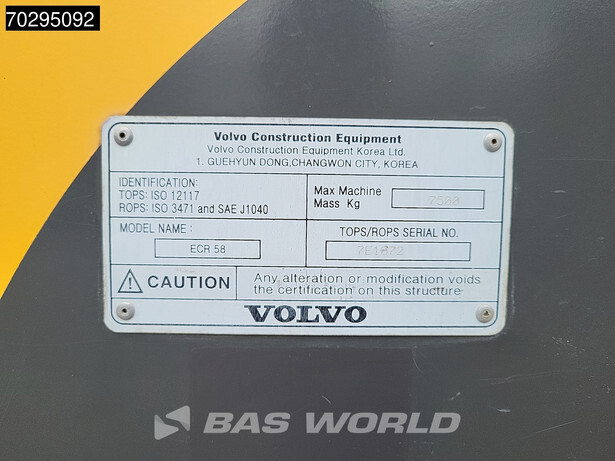 70295092
Volvo Construction Equipment
Volvo Construction Equipment Korea Ltd.
1. GUEHYUN DONG,CHANGWON CITY, KOREA
IDENTIFICATION:
TOPS: ISO 12117
ROPS: ISO 3471 and SAE J1040
Max Machine
Mass Kg
7500
MODEL NAME :
ECR 58
TOPS/ROPS SERIAL NO.
CAUTION
Any alteration or modification voids
the certification on this structure
VOLVO
BAS WORLD